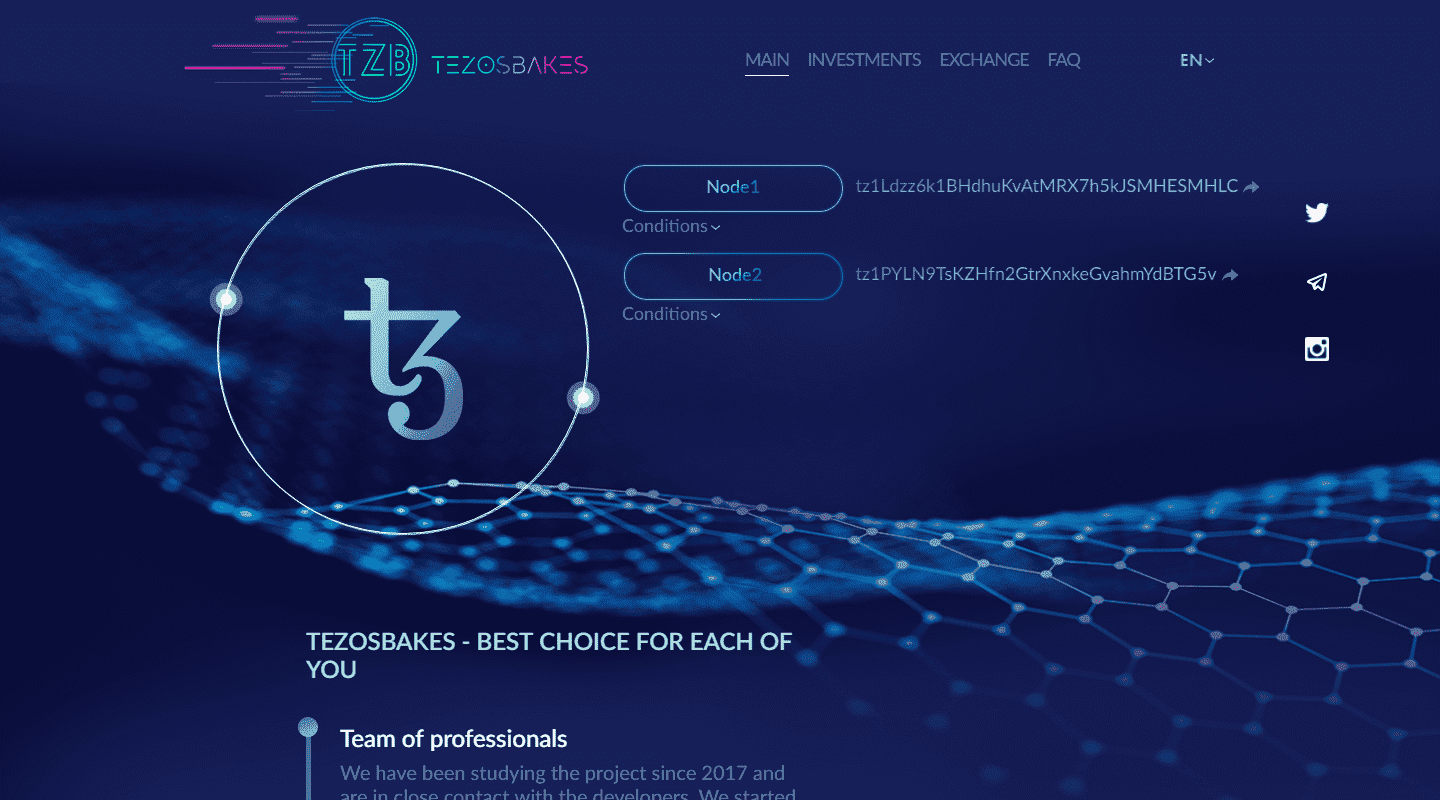 TZB
TEZOSBAKES
MAIN INVESTMENTS EXCHANGE FAQ
EN
Node1 tz1Ldzz6k1BHdhuKvAtMRX7h5kJSMHESMHLC
Conditions
Node2 tz1PYLN9TsKZHfn2GtrXnxkeGvahmYdBTG5v
Conditions
TEZOSBAKES - BEST CHOICE FOR EACH OF
YOU
Team of professionals
We have been studying the project since 2017 and
are in close contact with the developers. We started